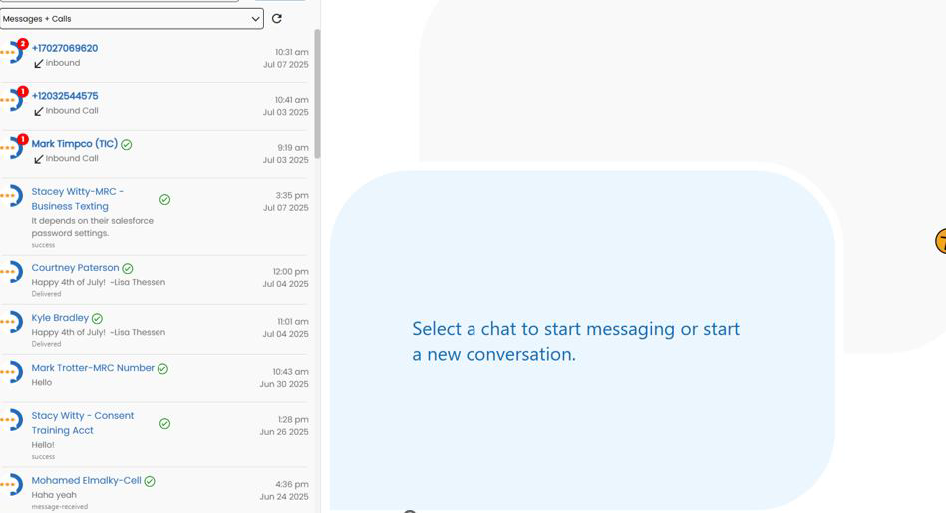 Messages + Calls
2
+17027069620
10:31 am
inbound
Jul 07 2025
1
+12032544575
10:41 am
Inbound Call
Jul 03 2025
1
Mark Timpco (TIC)
9:19 am
Inbound Call
Jul 03 2025
Stacey Witty-MRC -
Business Texting
3:35 pm
Jul 07 2025
It depends on their salesforce
password settings.
success
Courtney Paterson
12:00 pm
Happy 4th of July! ~Lisa Thessen
Jul 04 2025
Delivered
Kyle Bradley
11:01 am
Happy 4th of July! ~Lisa Thessen
Jul 04 2025
Delivered
Mark Trotter-MRC Number
10:43 am
Hello
Jun 30 2025
Stacy Witty - Consent
Training Acct
1:28 pm
Jun 26 2025
Hello!
success
Mohamed Elmalky-Cell
4:36 pm
Haha yeah
Jun 24 2025
message-received
Select a chat to start messaging or start
a new conversation.